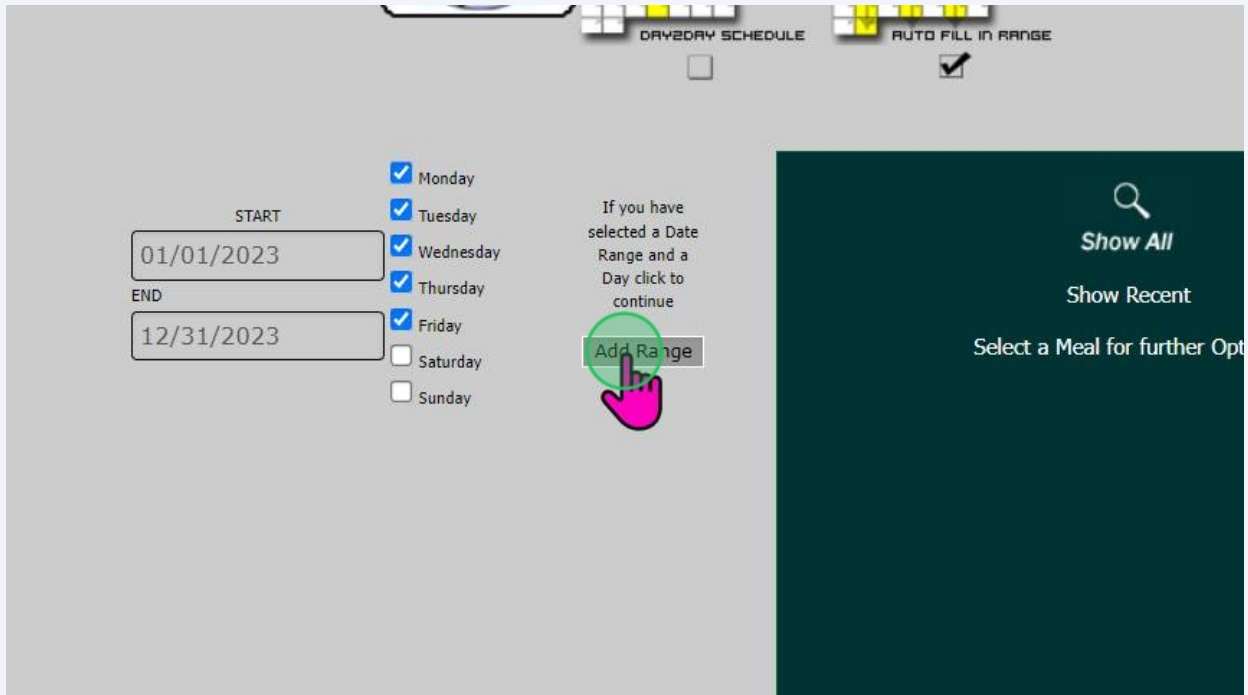 DAY2DAY SCHEDULE
AUTO FILL IN RANGE
START
01/01/2023
END
12/31/2023
Monday
Tuesday
Wednesday
Thursday
Friday
Saturday
Sunday
If you have
selected a Date
Range and a
Day click to
continue
Add Range
Show All
Show Recent
Select a Meal for further Opt